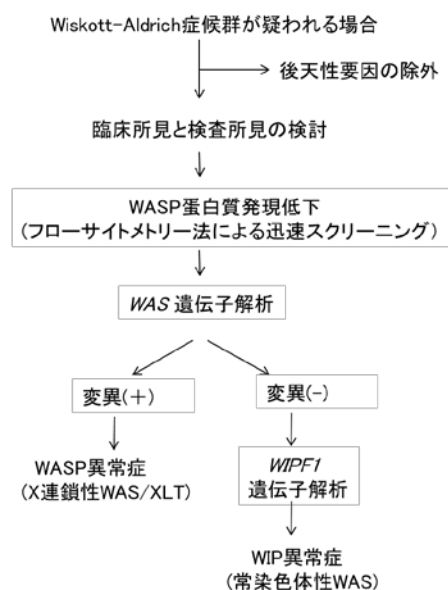 Wiskott-Aldrich症候群が疑われる場合
後天性要因の除外
臨床所見と検査所見の検討
WASP蛋白質発現低下
(フローサイトメトリー法による迅速スクリーニング)
WAS 遺伝子解析
変異(+)
変異(-)
WASP異常症
(X連鎖性WAS/XLT)
WIPF1
遺伝子解析
WIP異常症
(常染色体性WAS)